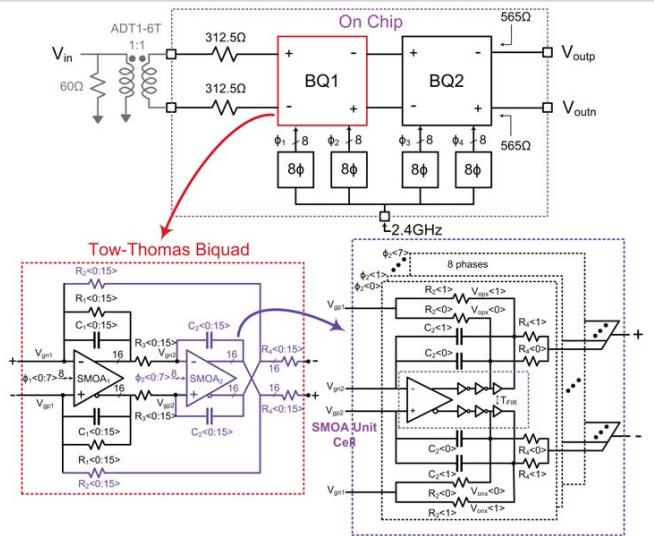 On Chip
ADT1-6T
1:1
Vin
60Ω
312.5Ω
312.5Ω
+ - + -
BQ1
BQ2
- + - +
565Ω
565Ω
Voutp
Voutn
ϕ1 8 ϕ2 8 ϕ3 8 ϕ4 8
8ϕ 8ϕ 8ϕ 8ϕ
2.4GHz
Tow-Thomas Biquad
R2<0:15>
R1<0:15>
C1<0:15>
R3<0:15>
C2<0:15>
R4<0:15>
+ Vgn1 - 16 Vgn2 - 16 16 -
ϕ1<0:7> 8 SMOA1 ϕ2<0:7> 8 SMOA2
- Vgp1 + 16 Vgp2 + 16 16 +
R3<0:15>
R4<0:15>
C1<0:15>
C2<0:15>
R1<0:15>
R2<0:15>
ϕ2<7>
8 phases
ϕ2<1>
ϕ2<0>
R2<1> Vopx<1>
Vgp1
R2<0> Vopx<0>
C2<1>
R4<1>
C2<0>
R4<0>
+
Vgn2
-
Vgp2
+
TFIR
SMOA Unit
Cell
C2<0>
R4<0>
-
C2<1>
R4<1>
Vgn1
R2<0> Vonx<0>
R2<1> Vonx<1>